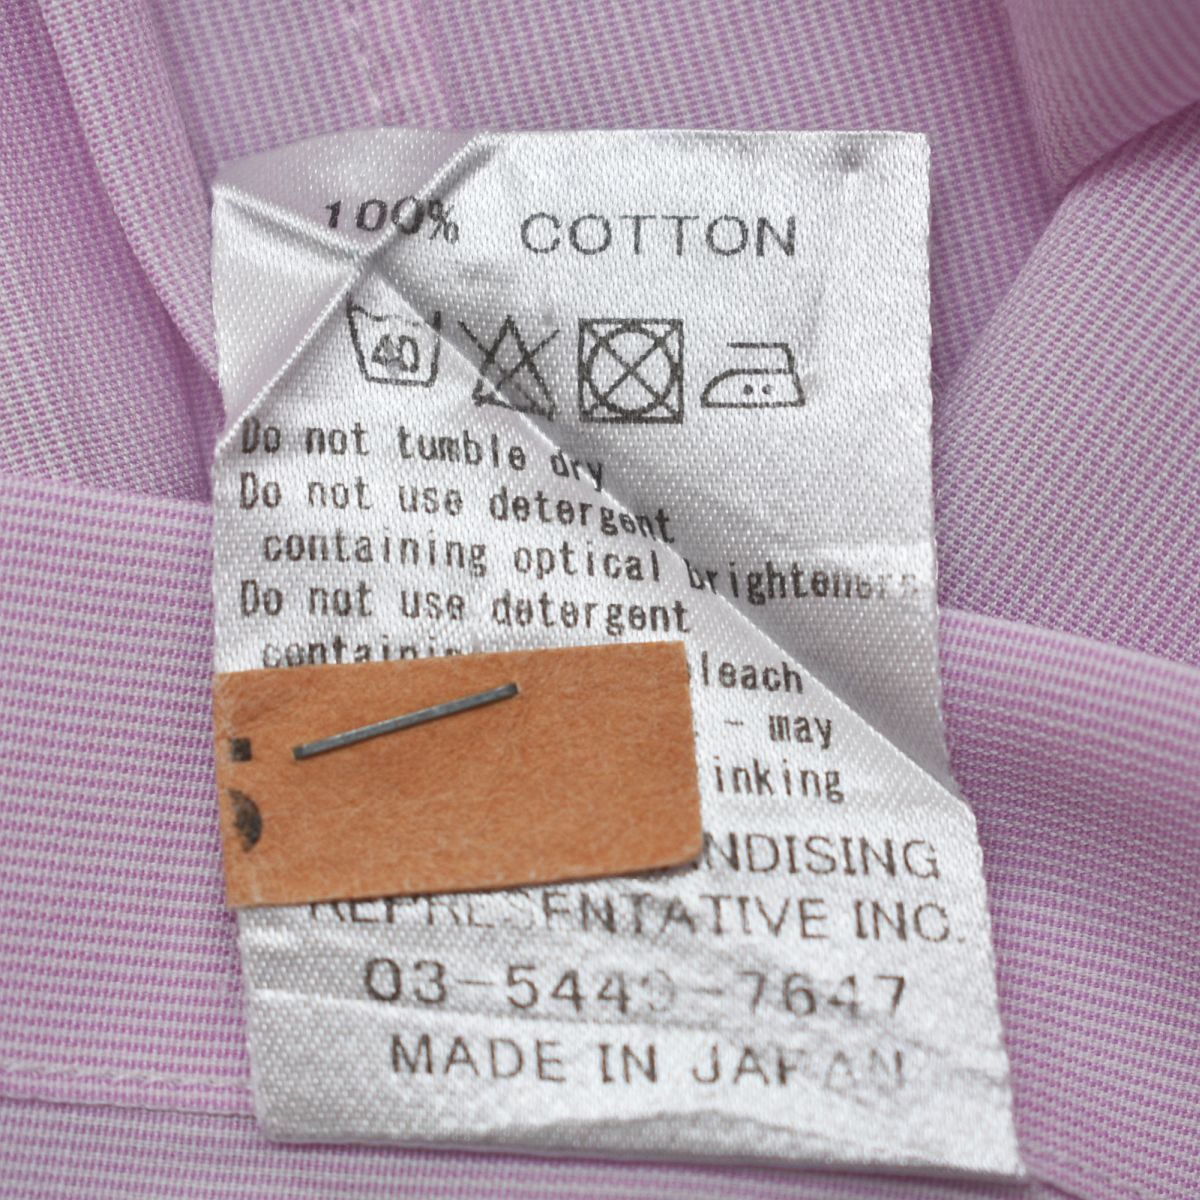 100% COTTON
40
Do not tumble dry
Do not use detergent
containing optical brighteners
Do not use detergent
- may
REPRESENTATIVE INC.
03-5449-7647
MADE IN JAPAN